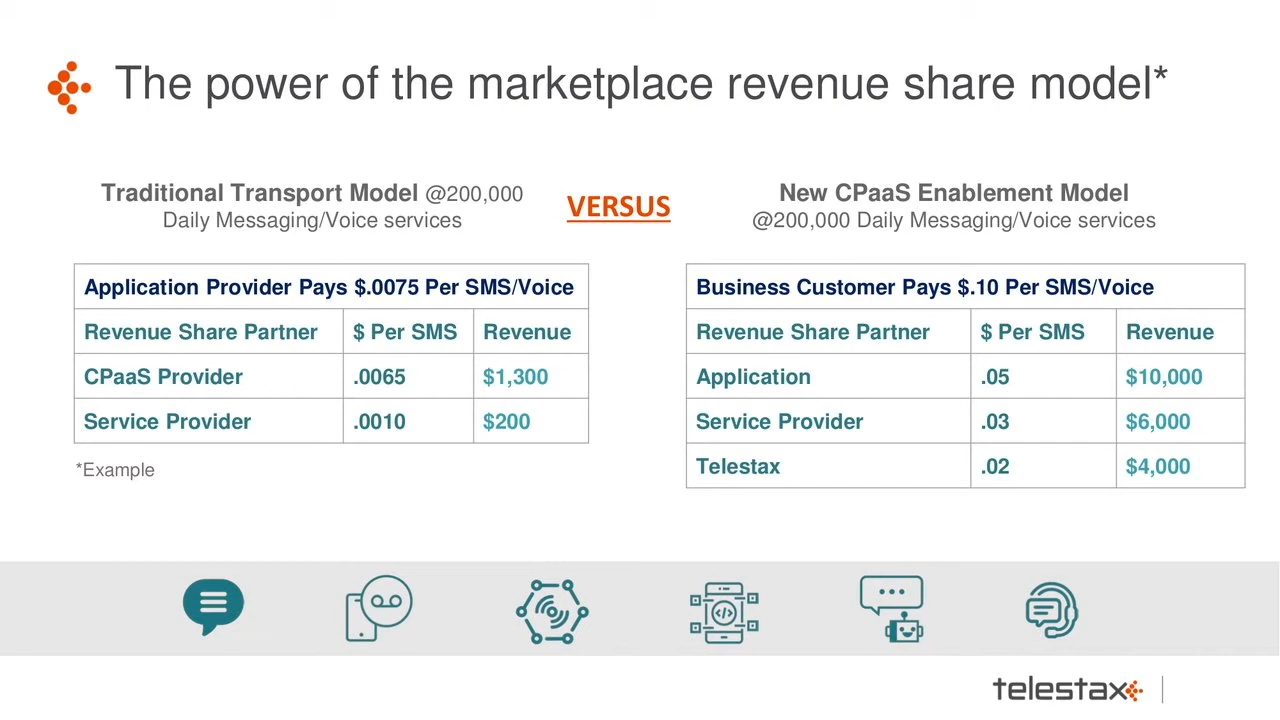 The power of the marketplace revenue share model*
Traditional Transport Model @200,000
Daily Messaging/Voice services
VERSUS
New CPaaS Enablement Model
@200,000 Daily Messaging/Voice services
Application Provider Pays $.0075 Per SMS/Voice
Revenue Share Partner $ Per SMS Revenue
CPaaS Provider .0065 $1,300
Service Provider .0010 $200
*Example
Business Customer Pays $.10 Per SMS/Voice
Revenue Share Partner $ Per SMS Revenue
Application .05 $10,000
Service Provider .03 $6,000
Telestax .02 $4,000
telestax